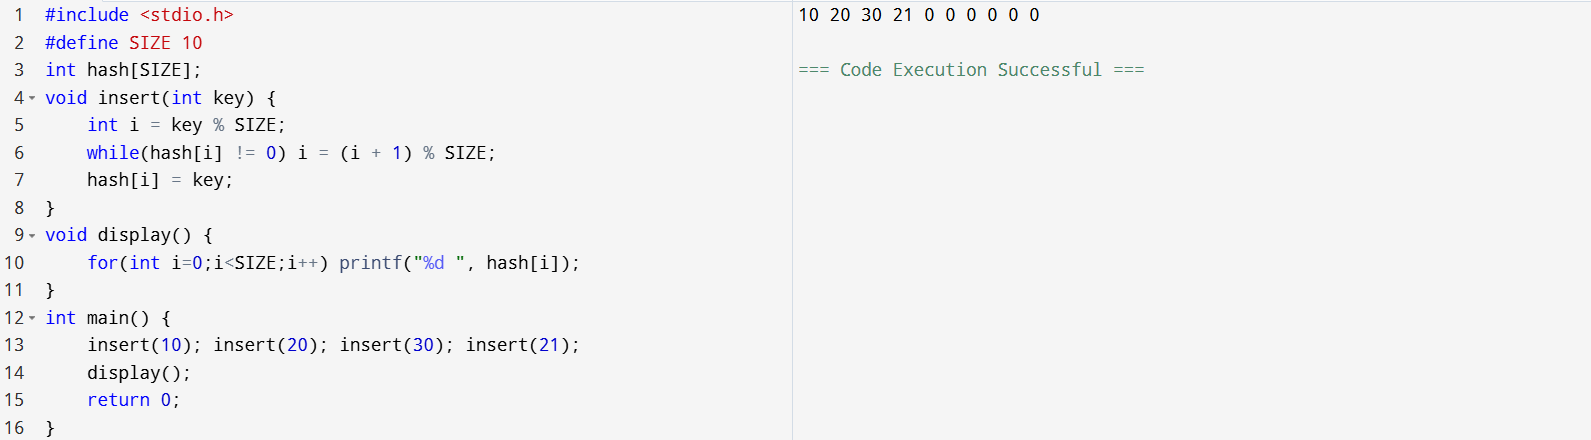 1 #include <stdio.h>
2 #define SIZE 10
3 int hash[SIZE];
4 void insert(int key) {
5     int i = key % SIZE;
6     while(hash[i] != 0) i = (i + 1) % SIZE;
7     hash[i] = key;
8 }
9 void display() {
10     for(int i=0;i<SIZE;i++) printf("%d ", hash[i]);
11 }
12 int main() {
13     insert(10); insert(20); insert(30); insert(21);
14     display();
15     return 0;
16 }
10 20 30 21 0 0 0 0 0 0
=== Code Execution Successful ===